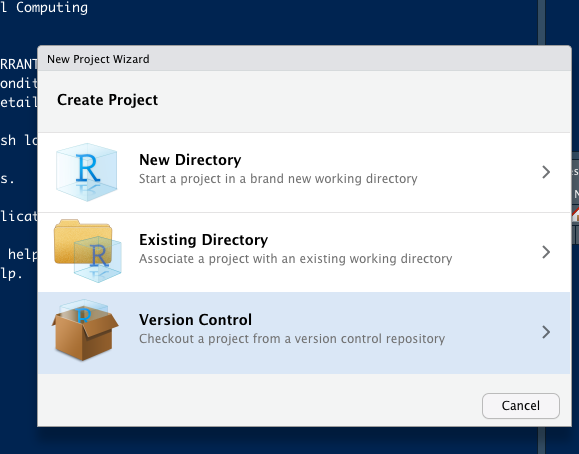 l Computing
New Project Wizard
RRANT
Create Project
ondit
etail
sh lo
R
New Directory
Start a project in a brand new working directory
s.
licat
R
Existing Directory
Associate a project with an existing working directory
help
lp.
R
Version Control
Checkout a project from a version control repository
Cancel